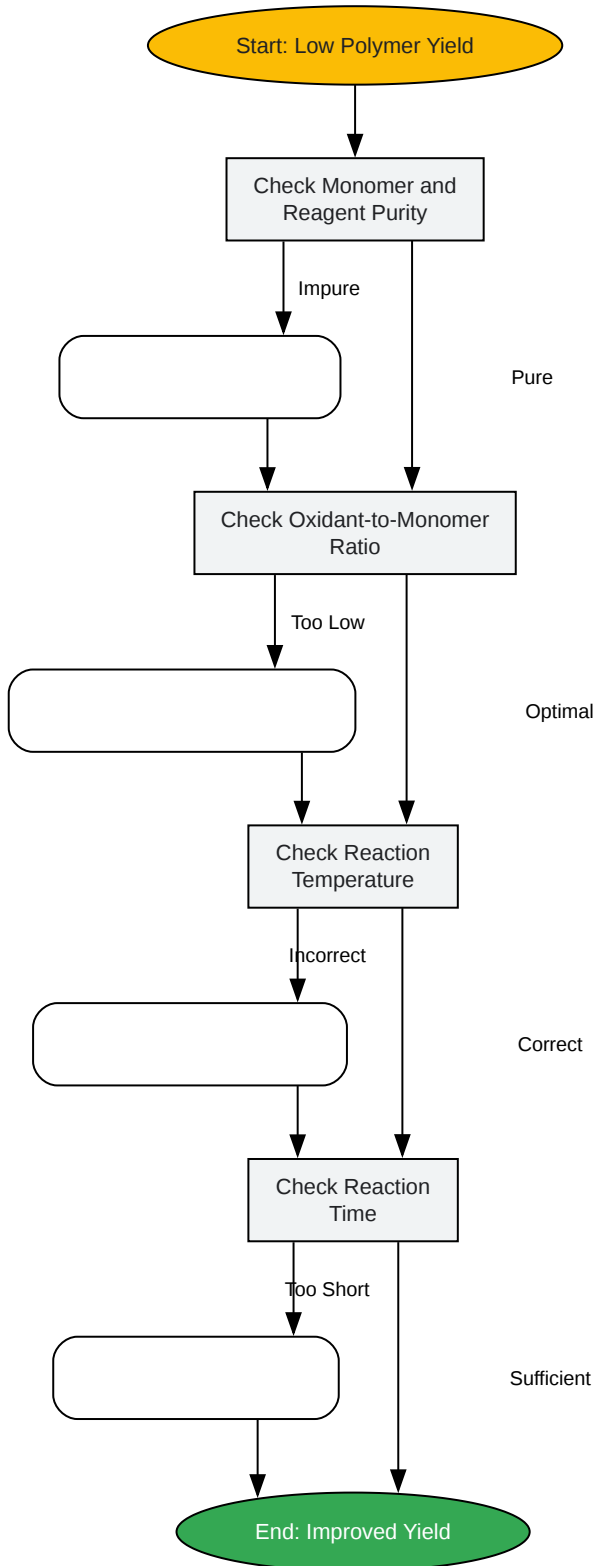 Start: Low Polymer Yield
Check Monomer and
Reagent Purity
Impure
Pure
Check Oxidant-to-Monomer
Ratio
Too Low
Optimal
Check Reaction
Temperature
Incorrect
Correct
Check Reaction
Time
Too Short
Sufficient
End: Improved Yield